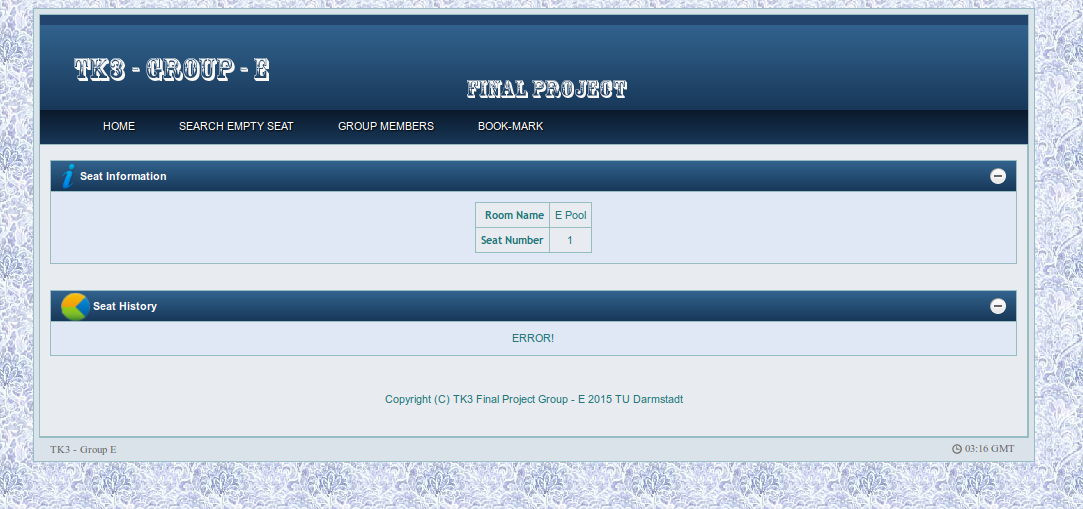 TK3 - GROUP - E
FINAL PROJECT
HOME SEARCH EMPTY SEAT GROUP MEMBERS BOOK-MARK
Seat Information
Room Name E Pool
Seat Number 1
Seat History
ERROR!
Copyright (C) TK3 Final Project Group - E 2015 TU Darmstadt
TK3 - Group E 03:16 GMT